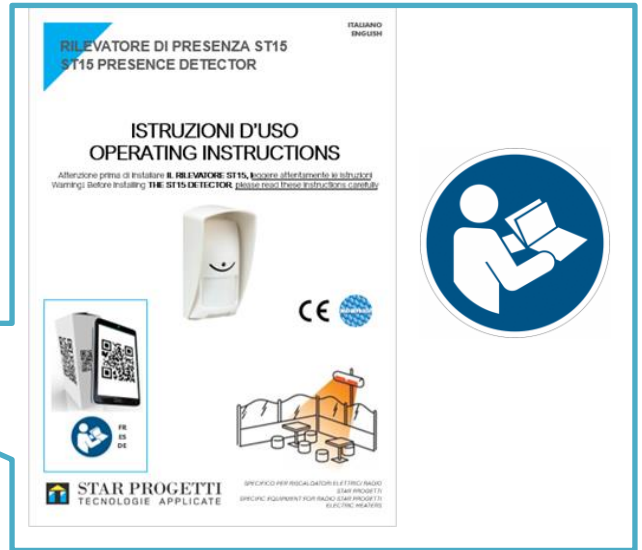 ITALIANO
ENGLISH
RILEVATORE DI PRESENZA ST15
ST15 PRESENCE DETECTOR
ISTRUZIONI D'USO
OPERATING INSTRUCTIONS
Attenzione prima di installare IL RILEVATORE ST15, leggere attentamente le istruzioni
Warning: Before installing THE ST15 DETECTOR, please read these instructions carefully
CE
FR
ES
DE
STAR PROGETTI
TECNOLOGIE APPLICATE
SPECIFICO PER RISCALDATORI ELETTRICI RADIO
STAR PROGETTI
SPECIFIC EQUIPMENT FOR RADIO STAR PROGETTI
ELECTRIC HEATERS